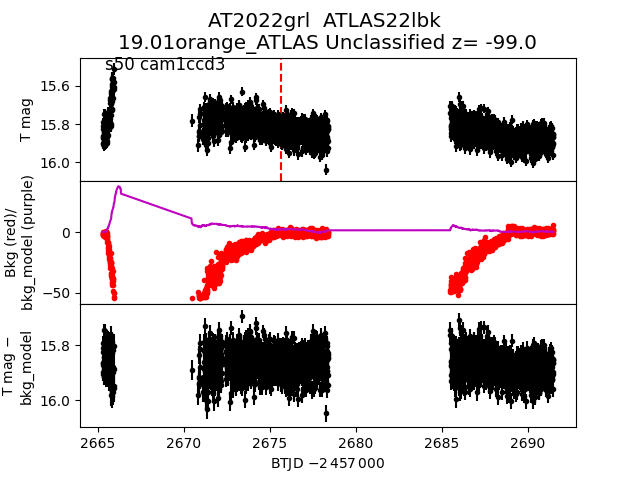 AT2022grl  ATLAS22lbk
19.01orange_ATLAS Unclassified z= -99.0
s50 cam1ccd3
T mag
15.6
15.8
16.0
Bkg (red)/
bkg_model (purple)
0
−50
T mag −
bkg_model
15.8
16.0
2665 2670 2675 2680 2685 2690
BTJD −2 457 000